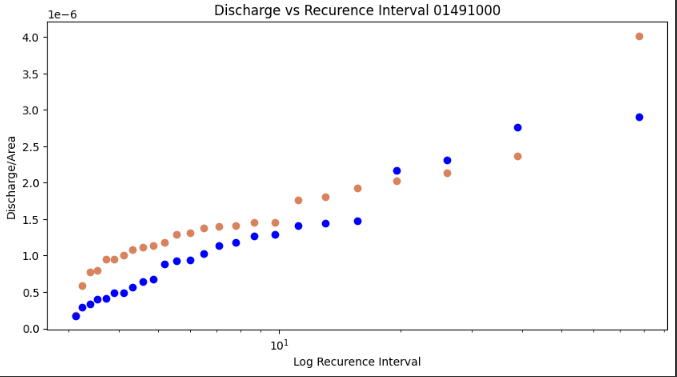 Discharge vs Recurence Interval 01491000
1e−6
4.0
3.5
3.0
2.5
2.0
1.5
1.0
0.5
0.0
Discharge/Area
10¹
Log Recurence Interval